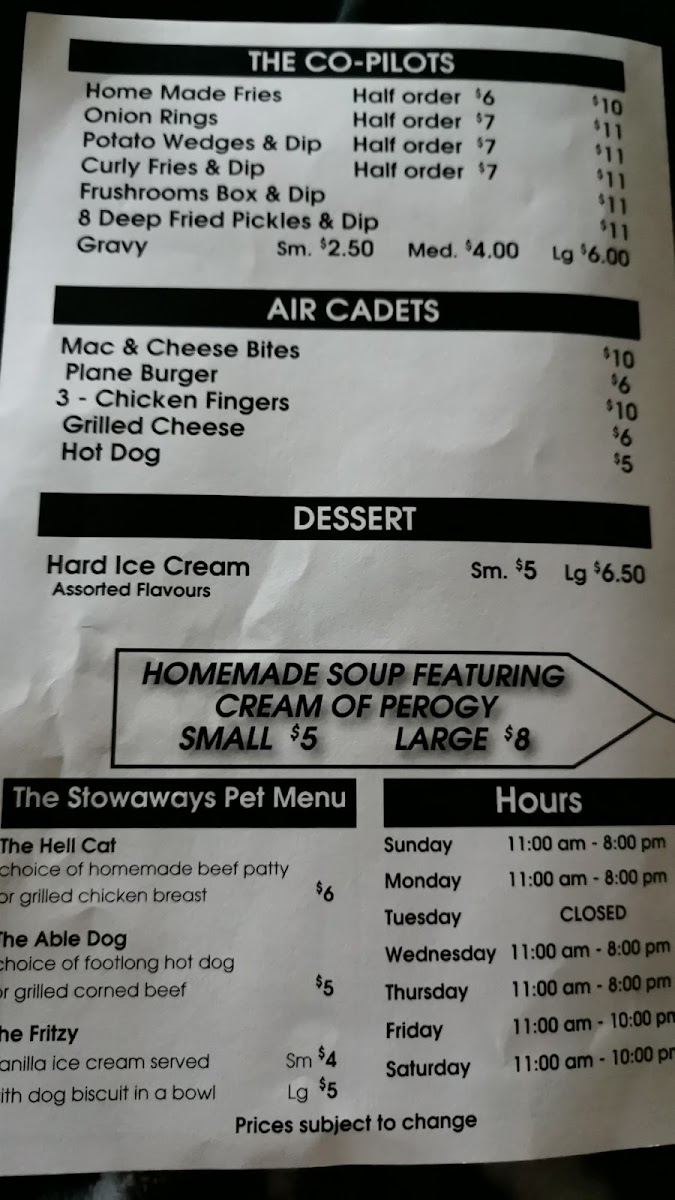 THE CO-PILOTS
Home Made Fries Half order $6 $10
Onion Rings Half order $7 $11
Potato Wedges & Dip Half order $7 $11
Curly Fries & Dip Half order $7 $11
Frushrooms Box & Dip $11
8 Deep Fried Pickles & Dip $11
Gravy Sm. $2.50 Med. $4.00 Lg $6.00
AIR CADETS
Mac & Cheese Bites $10
Plane Burger $6
3 - Chicken Fingers $10
Grilled Cheese $6
Hot Dog $5
DESSERT
Hard Ice Cream Sm. $5 Lg $6.50
Assorted Flavours
HOMEMADE SOUP FEATURING
CREAM OF PEROGY
SMALL $5 LARGE $8
The Stowaways Pet Menu
The Hell Cat
choice of homemade beef patty
or grilled chicken breast $6
The Able Dog
choice of footlong hot dog
or grilled corned beef $5
he Fritzy
anilla ice cream served Sm $4
ith dog biscuit in a bowl Lg $5
Hours
Sunday 11:00 am - 8:00 pm
Monday 11:00 am - 8:00 pm
Tuesday CLOSED
Wednesday 11:00 am - 8:00 pm
Thursday 11:00 am - 8:00 pm
Friday 11:00 am - 10:00 pm
Saturday 11:00 am - 10:00 pm
Prices subject to change